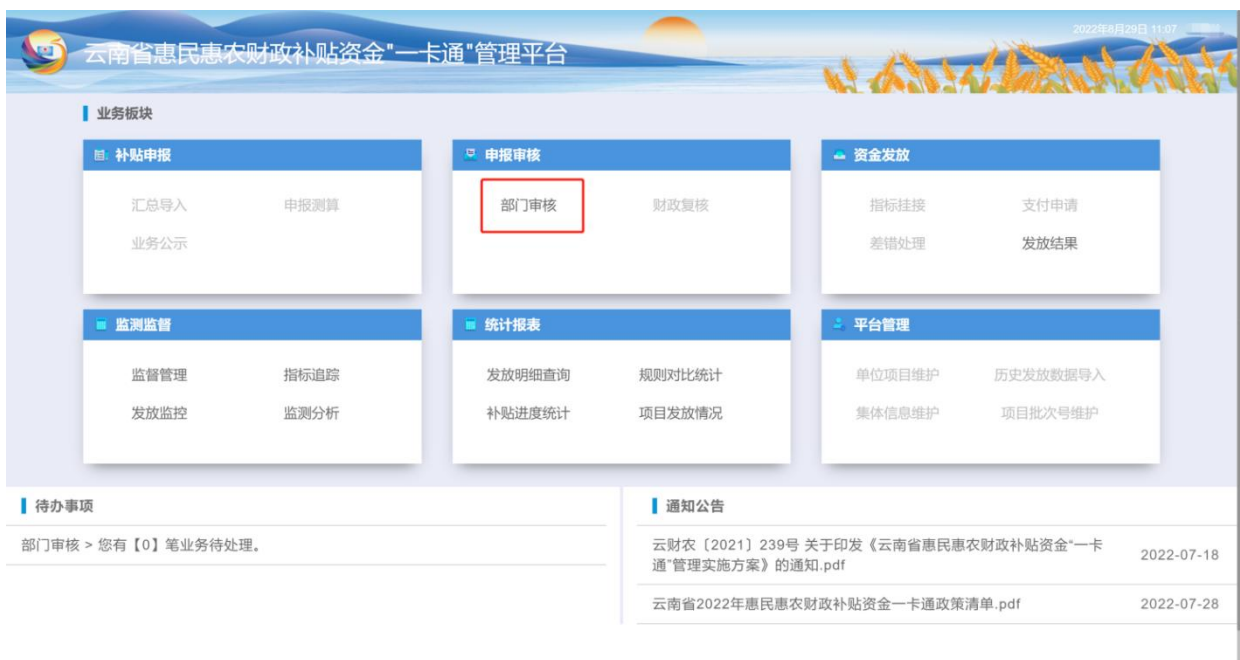 2022年8月29日 11:07
云南省惠民惠农财政补贴资金"一卡通"管理平台
业务板块
补贴申报
汇总导入 申报测算
业务公示
申报审核
部门审核 财政复核
资金发放
指标挂接 支付申请
差错处理 发放结果
监测监督
监督管理 指标追踪
发放监控 监测分析
统计报表
发放明细查询 规则对比统计
补贴进度统计 项目发放情况
平台管理
单位项目维护 历史发放数据导入
集体信息维护 项目批次号维护
待办事项
部门审核 > 您有【0】笔业务待处理。
通知公告
云财农〔2021〕239号 关于印发《云南省惠民惠农财政补贴资金“一卡
通”管理实施方案》的通知.pdf
2022-07-18
云南省2022年惠民惠农财政补贴资金一卡通政策清单.pdf
2022-07-28